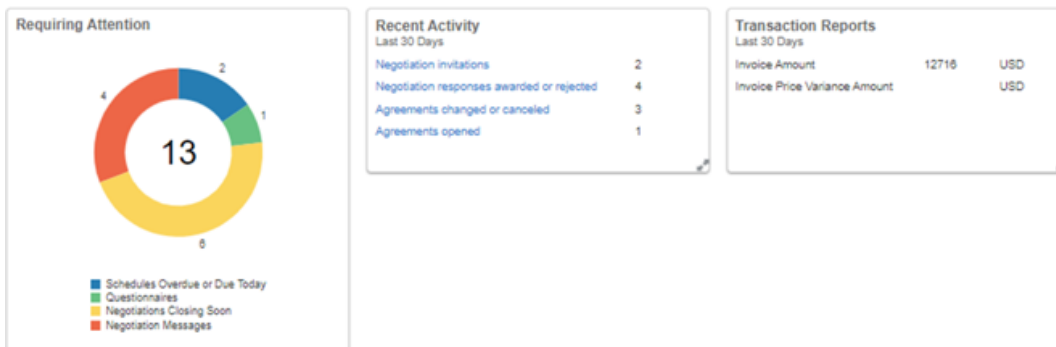 Requiring Attention
2
4
1
13
6
Schedules Overdue or Due Today
Questionnaires
Negotiations Closing Soon
Negotiation Messages
Recent Activity
Last 30 Days
Negotiation invitations 2
Negotiation responses awarded or rejected 4
Agreements changed or canceled 3
Agreements opened 1
Transaction Reports
Last 30 Days
Invoice Amount 12716 USD
Invoice Price Variance Amount USD